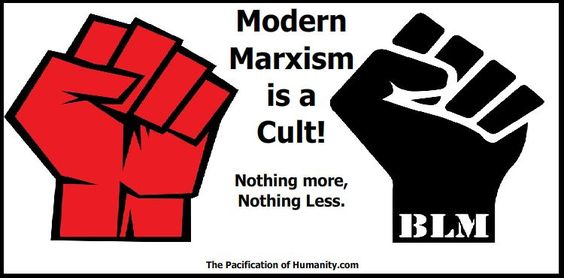 Modern
Marxism
is a
Cult!
Nothing more,
Nothing Less.
BLM
The Pacification of Humanity.com